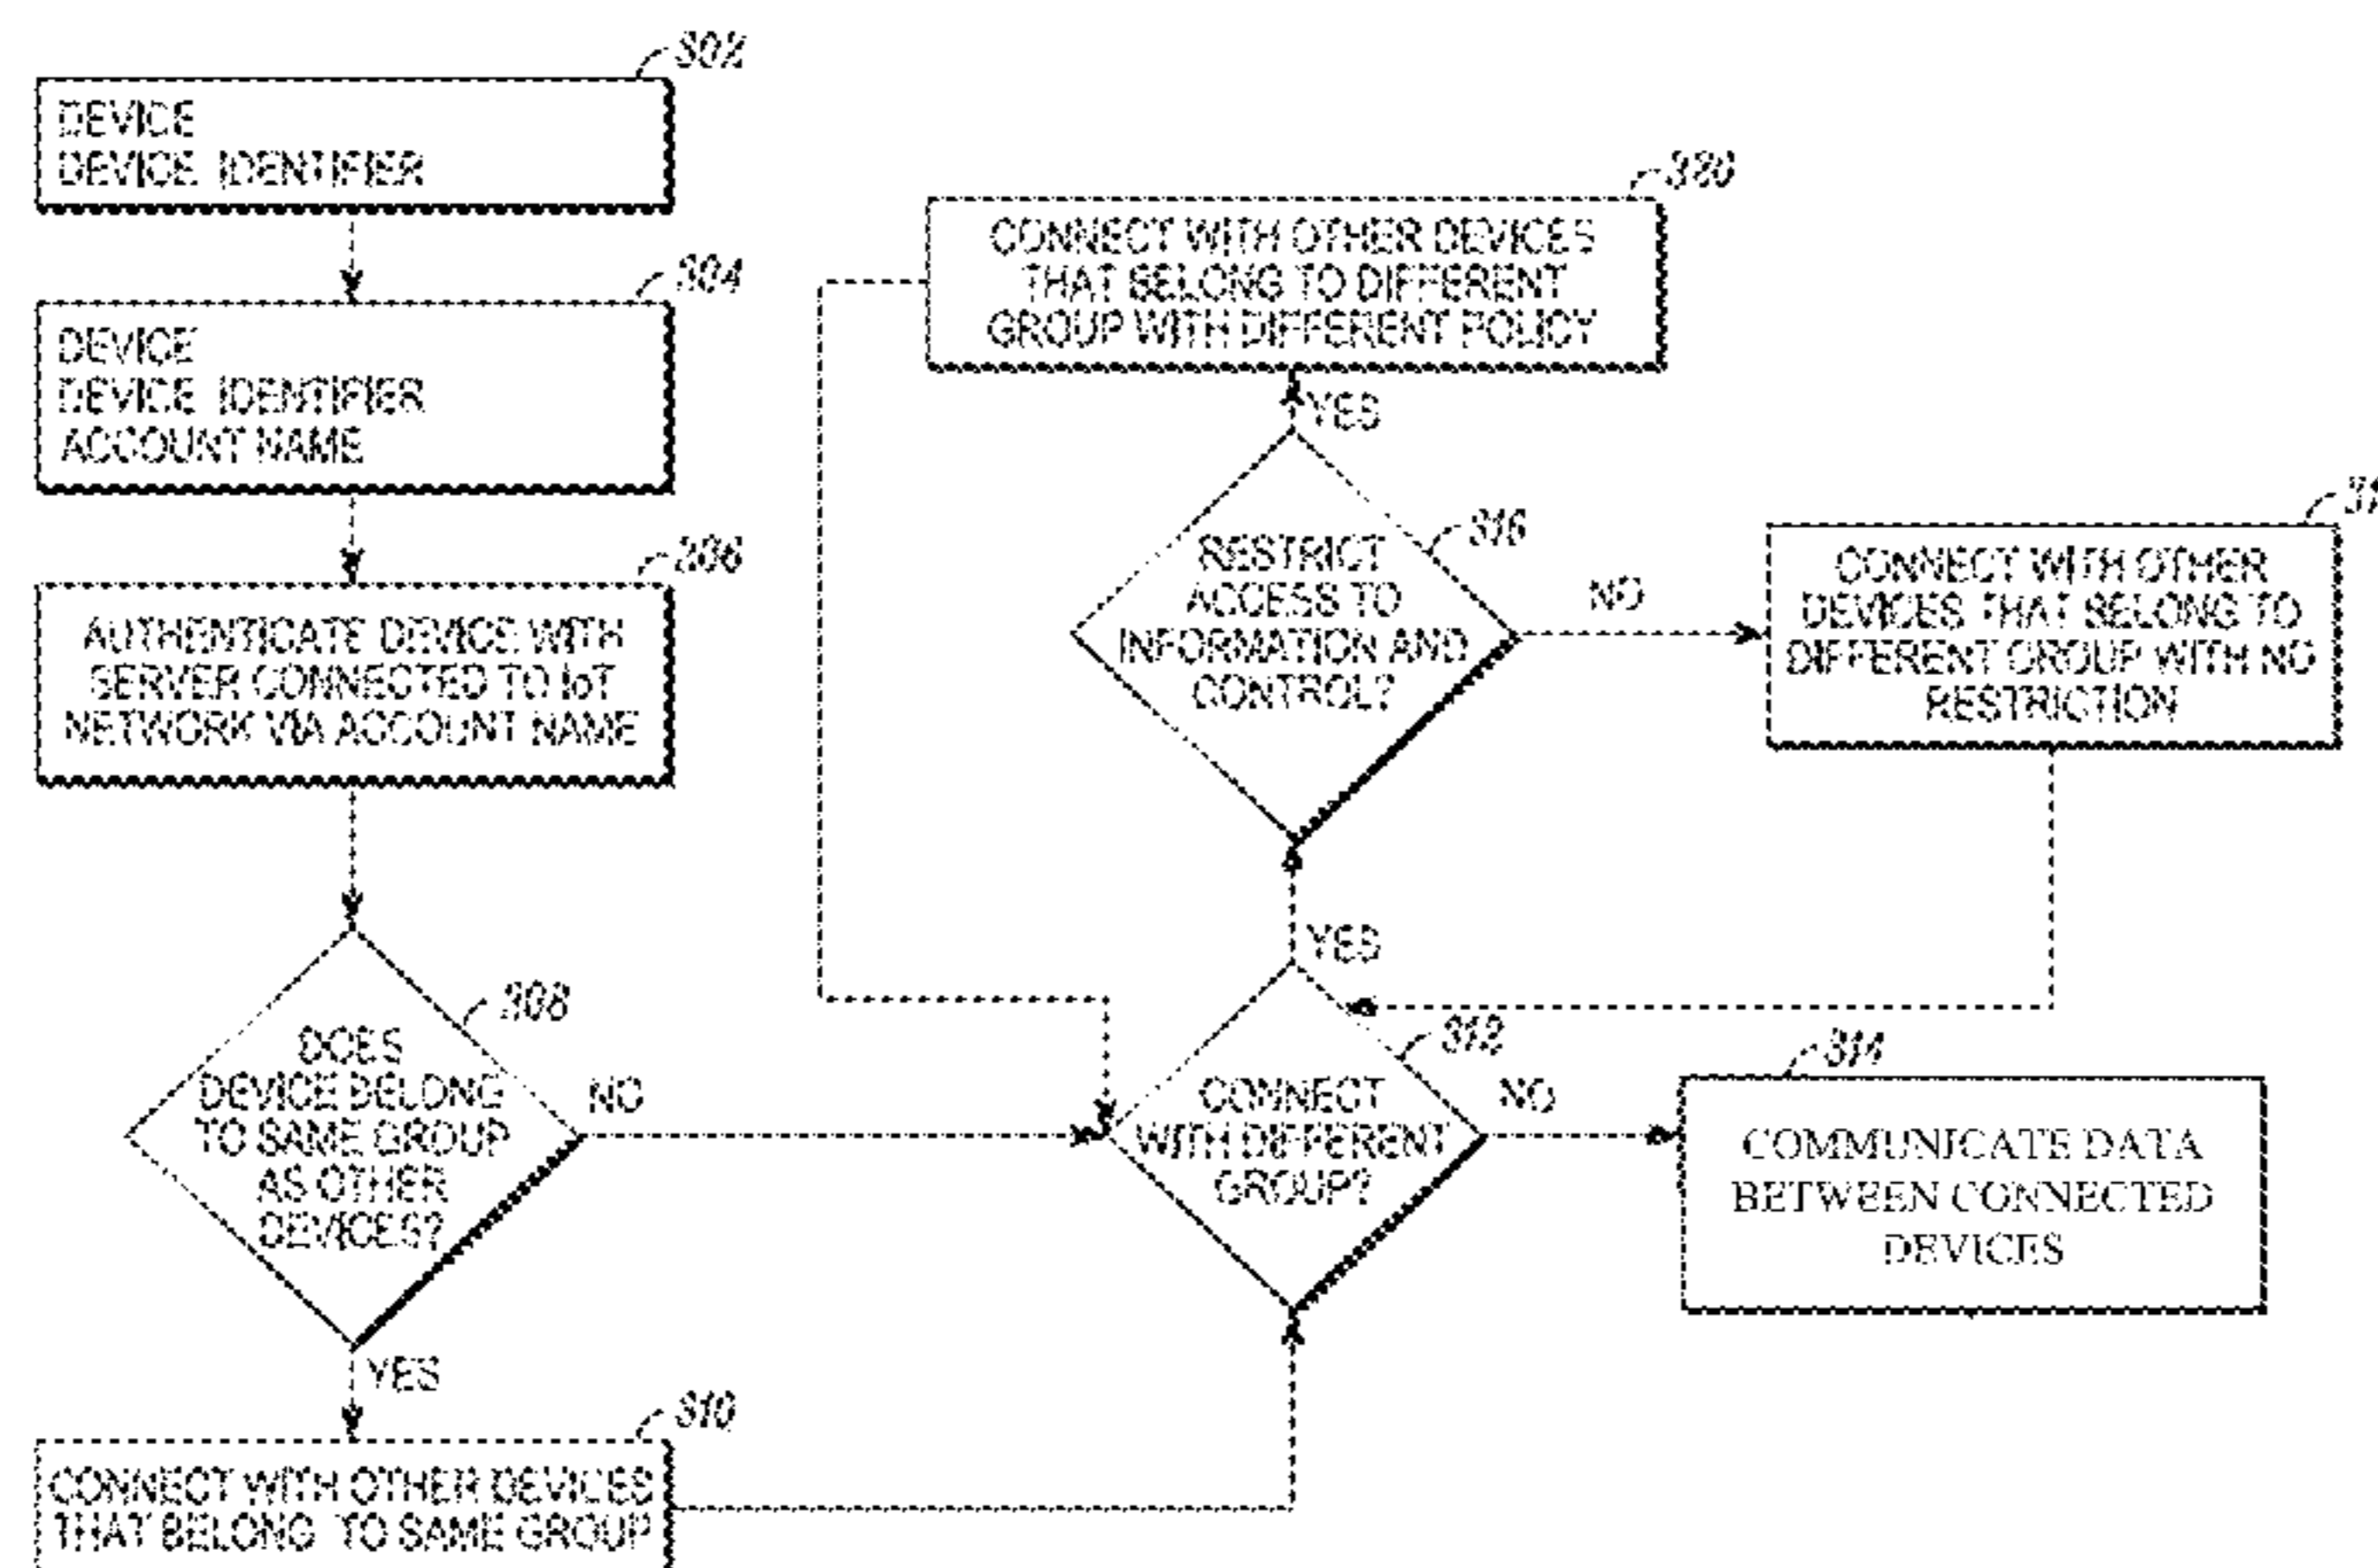 302
DEVICE
DEVICE IDENTIFIER
304
DEVICE
DEVICE IDENTIFIER
ACCOUNT NAME
306
AUTHENTICATE DEVICE WITH
SERVER CONNECTED TO IoT
NETWORK VIA ACCOUNT NAME
308
DOES
DEVICE BELONG
TO SAME GROUP
AS OTHER
DEVICES?
NO
YES
310
CONNECT WITH OTHER DEVICES
THAT BELONG TO SAME GROUP
312
CONNECT
WITH DIFFERENT
GROUP?
NO
YES
314
COMMUNICATE DATA
BETWEEN CONNECTED
DEVICES
316
RESTRICT
ACCESS TO
INFORMATION AND
CONTROL?
NO
YES
31
CONNECT WITH OTHER
DEVICES THAT BELONG TO
DIFFERENT GROUP WITH NO
RESTRICTION
320
CONNECT WITH OTHER DEVICES
THAT BELONG TO DIFFERENT
GROUP WITH DIFFERENT POLICY